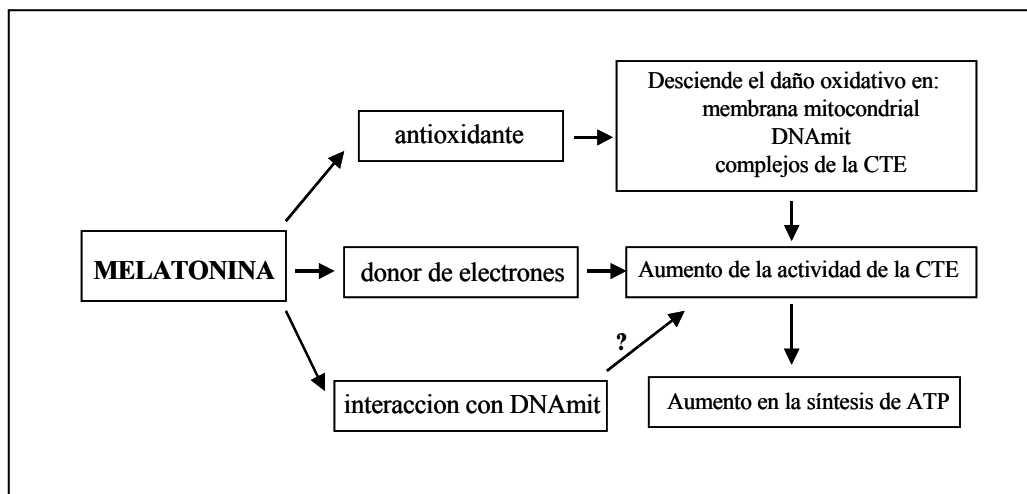 Desciende el daño oxidativo en:
membrana mitocondrial
DNAmit
complejos de la CTE
antioxidante
MELATONINA
donor de electrones
Aumento de la actividad de la CTE
?
interaccion con DNAmit
Aumento en la síntesis de ATP